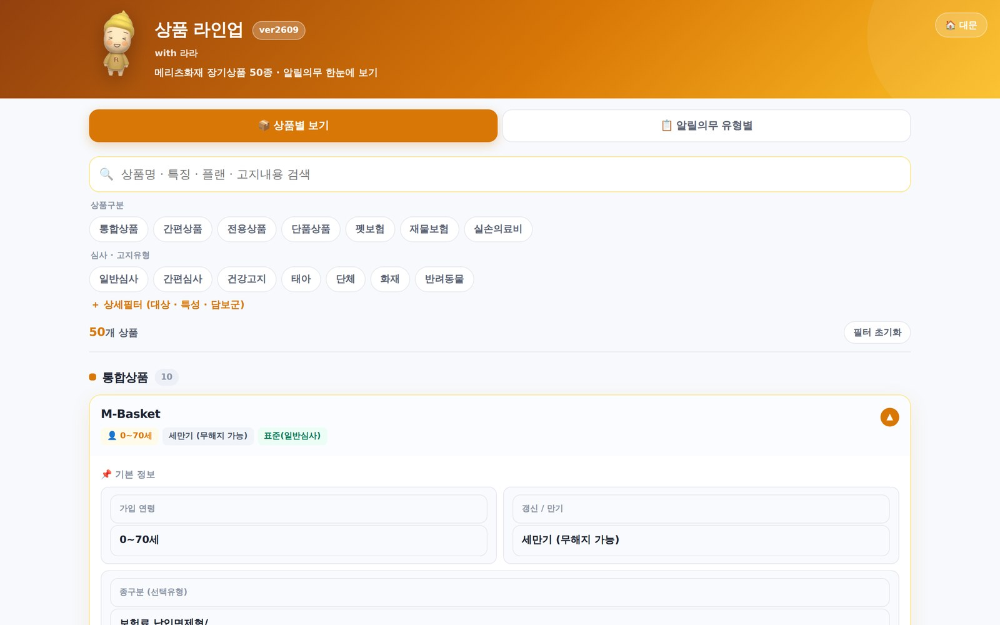 상품 라인업 ver2609
with 라라
메리츠화재 장기상품 50종 · 알릴의무 한눈에 보기
대문
R
상품별 보기
알릴의무 유형별
상품명 · 특징 · 플랜 · 고지내용 검색
상품구분
통합상품 간편상품 전용상품 단품상품 펫보험 재물보험 실손의료비
심사 · 고지유형
일반심사 간편심사 건강고지 태아 단체 화재 반려동물
+ 상세필터 (대상 · 특성 · 담보군)
50개 상품
필터 초기화
통합상품 10
M-Basket
0~70세 세만기 (무해지 가능) 표준(일반심사)
기본 정보
가입 연령
0~70세
갱신 / 만기
세만기 (무해지 가능)
종구분 (선택유형)
보험료 납입면제형/